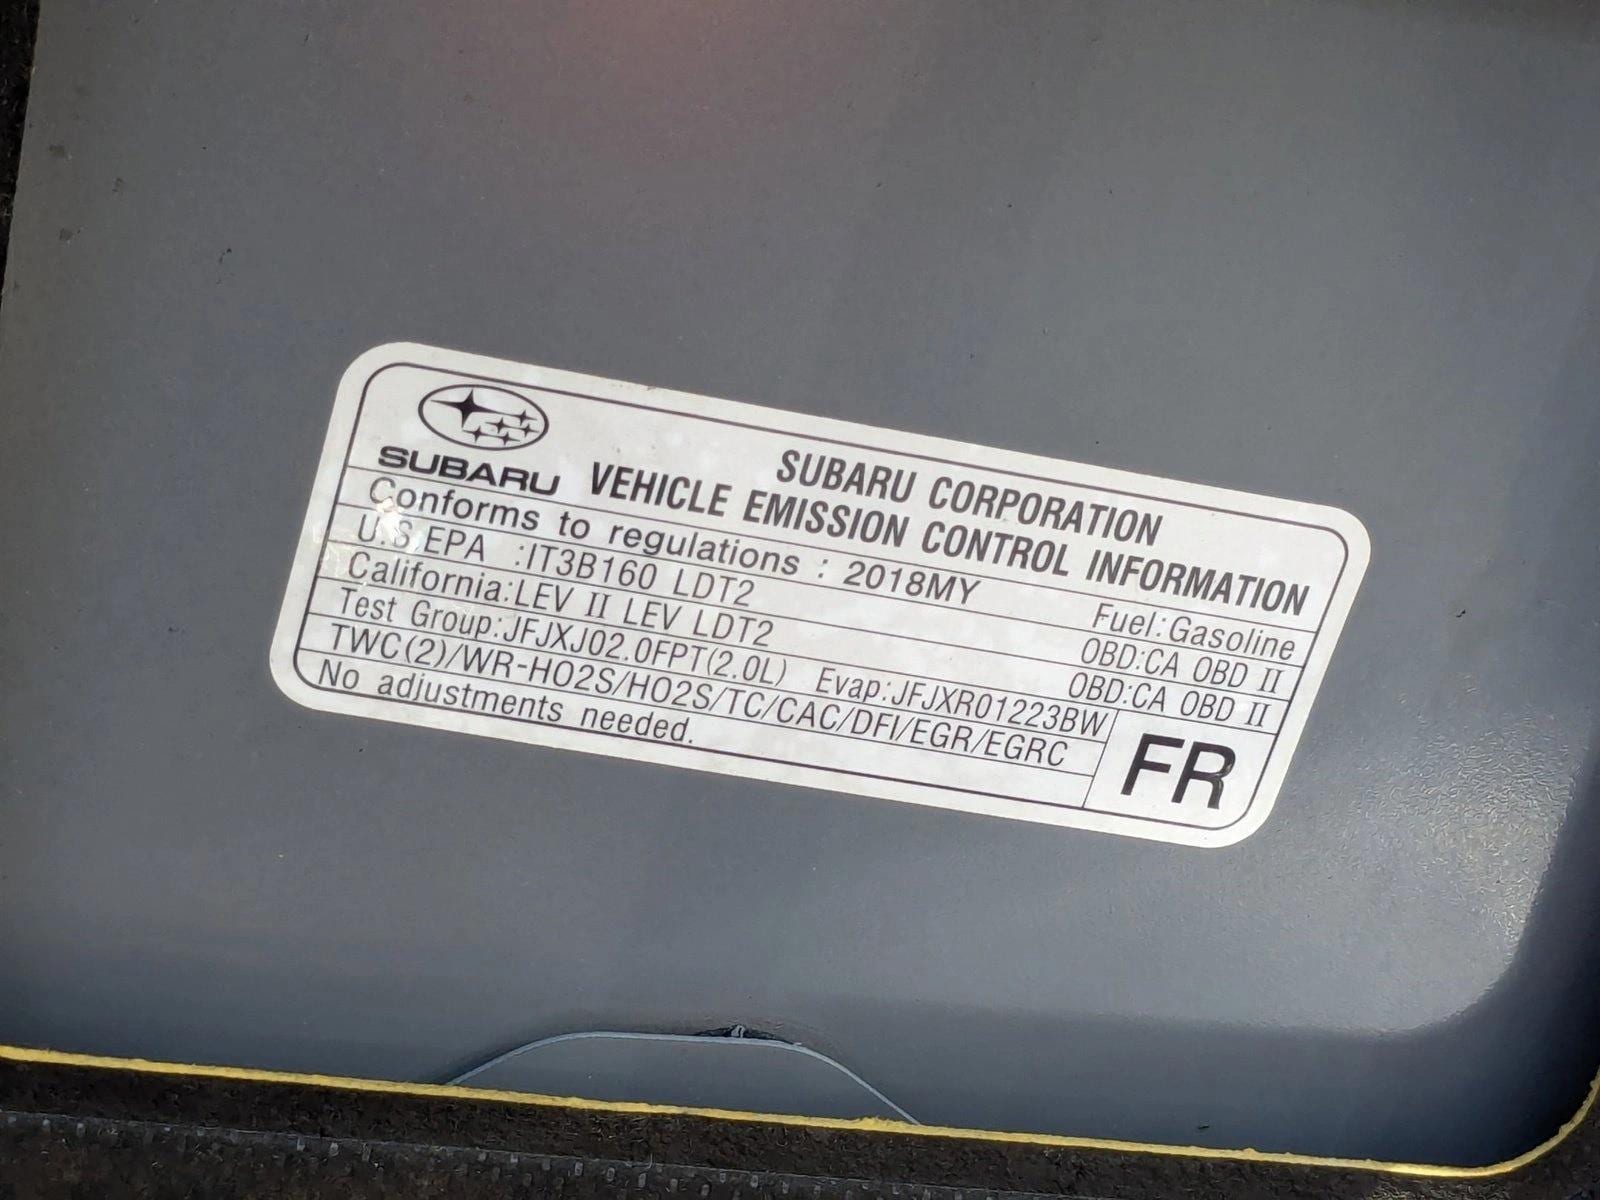 SUBARU CORPORATION
SUBARU VEHICLE EMISSION CONTROL INFORMATION
Conforms to regulations : 2018MY Fuel:Gasoline
U.S.EPA :IT3B160 LDT2 OBD:CA OBD II
California:LEV II LEV LDT2 OBD:CA OBD II
Test Group:JFJXJ02.0FPT(2.0L) Evap:JFJXR01223BW
TWC(2)/WR-HO2S/HO2S/TC/CAC/DFI/EGR/EGRC
No adjustments needed.
FR